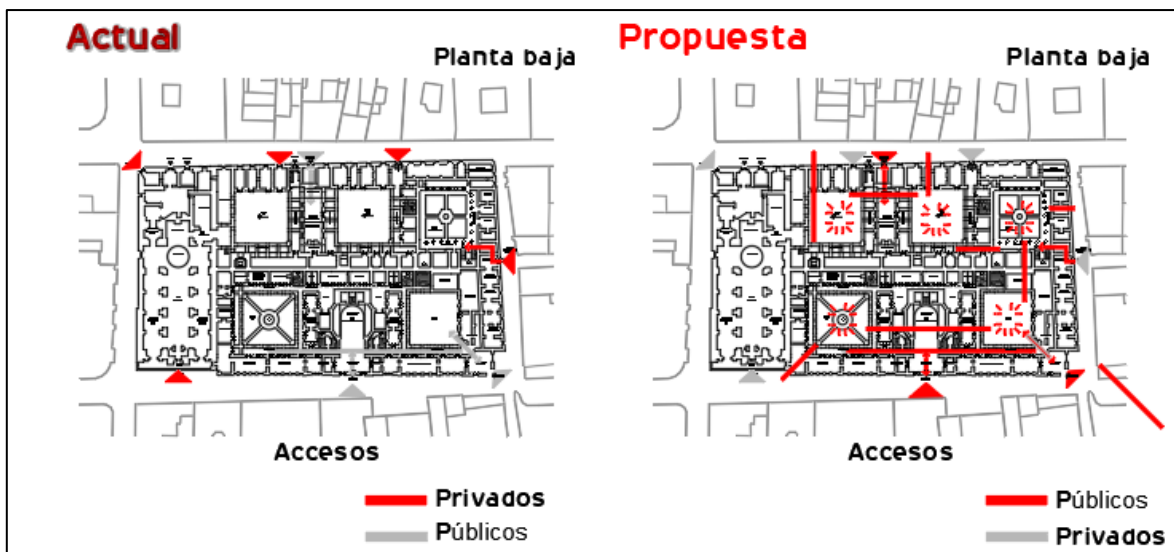 Actual
Planta baja
Accesos
Privados
Públicos
Propuesta
Planta baja
Accesos
Públicos
Privados